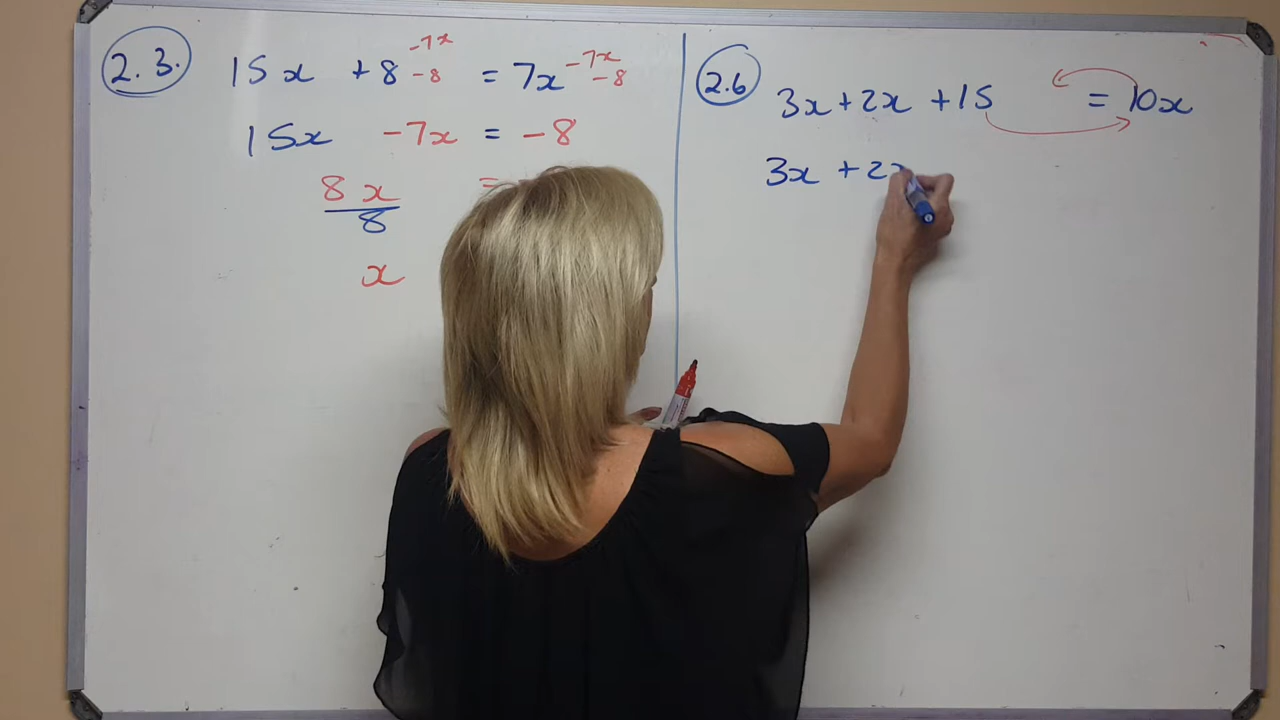 2.3.
15x +8 -7x -8 = 7x -7x -8
15x -7x = -8
8x =
8
x
2.6
3x+2x +15 = 10x
3x +2x